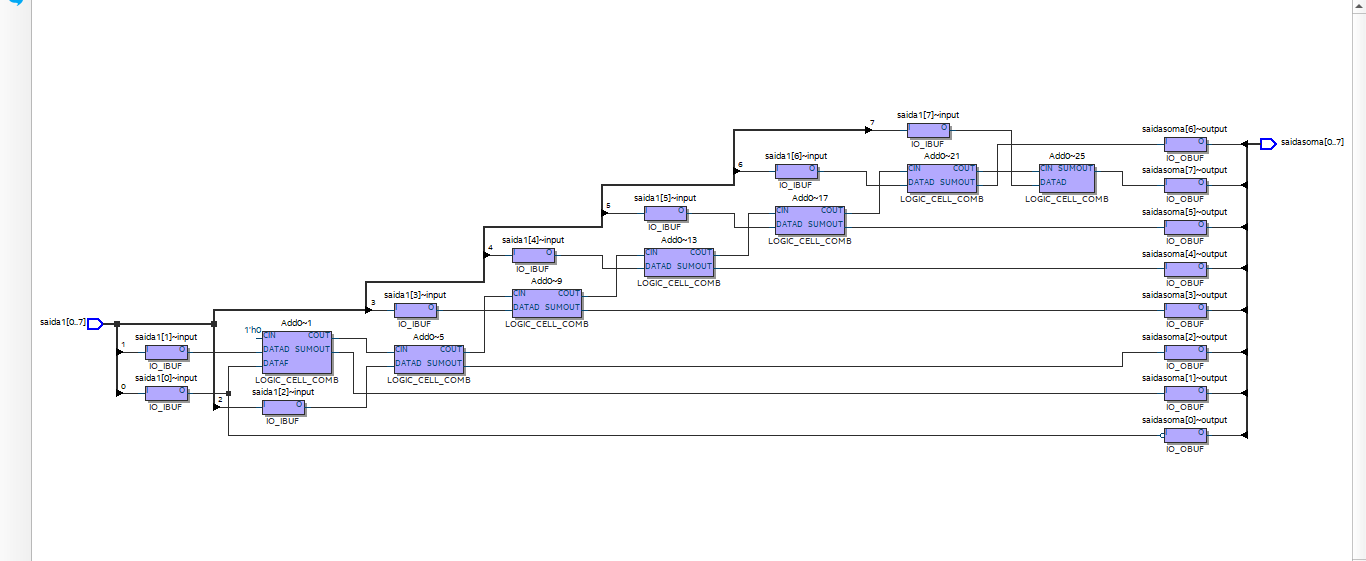 saida1[7]~input
7
I O
IO_IBUF
saidasoma[6]~output
I O
IO_OBUF
saidasoma[0..7]
saida1[6]~input
6
I O
IO_IBUF
Add0~21
CIN COUT
DATAD SUMOUT
LOGIC_CELL_COMB
Add0~25
CIN SUMOUT
DATAD
LOGIC_CELL_COMB
saidasoma[7]~output
I O
IO_OBUF
saida1[5]~input
5
I O
IO_IBUF
Add0~17
CIN COUT
DATAD SUMOUT
LOGIC_CELL_COMB
saidasoma[5]~output
I O
IO_OBUF
saida1[4]~input
4
I O
IO_IBUF
Add0~13
CIN COUT
DATAD SUMOUT
LOGIC_CELL_COMB
saidasoma[4]~output
I O
IO_OBUF
saida1[3]~input
3
I O
IO_IBUF
Add0~9
CIN COUT
DATAD SUMOUT
LOGIC_CELL_COMB
saidasoma[3]~output
I O
IO_OBUF
saida1[0..7]
saida1[1]~input
1
I O
IO_IBUF
Add0~1
1'h0
CIN COUT
DATAD SUMOUT
DATAF
LOGIC_CELL_COMB
Add0~5
CIN COUT
DATAD SUMOUT
LOGIC_CELL_COMB
saidasoma[2]~output
I O
IO_OBUF
saida1[0]~input
0
I O
IO_IBUF
saida1[2]~input
2
I O
IO_IBUF
saidasoma[1]~output
I O
IO_OBUF
saidasoma[0]~output
I O
IO_OBUF